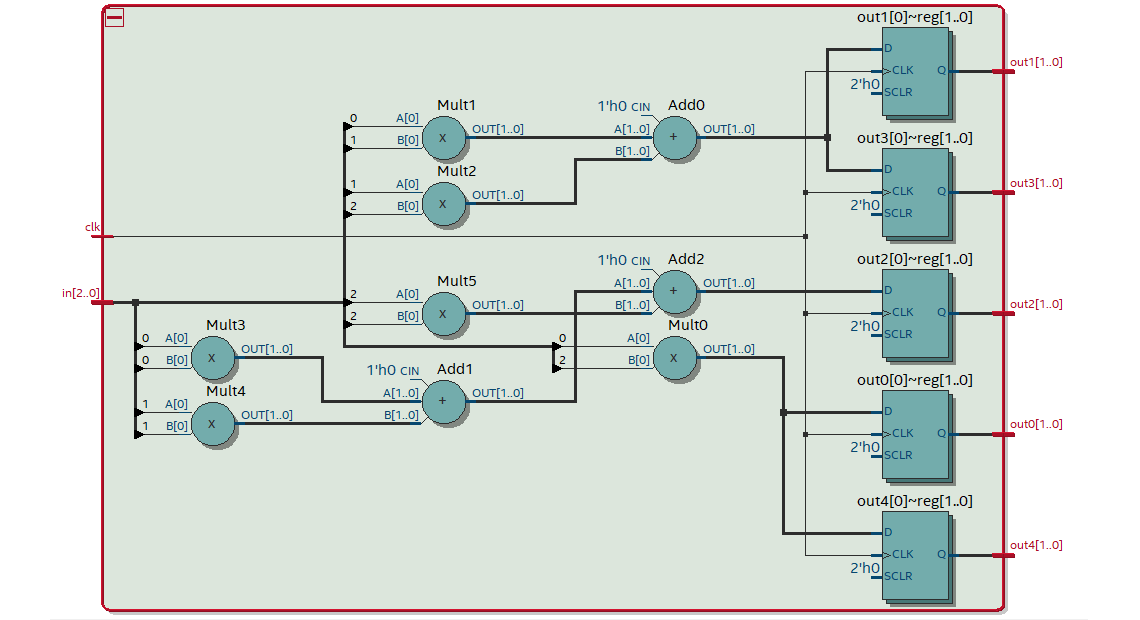 out1[0]~reg[1..0]
D
CLK
Q
out1[1..0]
2'h0
SCLR
Mult1
1'h0 CIN
Add0
0
A[0]
x
OUT[1..0]
A[1..0]
+
OUT[1..0]
1
B[0]
B[1..0]
out3[0]~reg[1..0]
D
CLK
Q
out3[1..0]
2'h0
SCLR
Mult2
1
A[0]
x
OUT[1..0]
2
B[0]
clk
out2[0]~reg[1..0]
D
CLK
Q
out2[1..0]
2'h0
SCLR
1'h0 CIN
Add2
Mult5
A[1..0]
+
OUT[1..0]
in[2..0]
2
A[0]
x
OUT[1..0]
B[1..0]
2
B[0]
Mult3
Mult0
0
A[0]
x
OUT[1..0]
0
A[0]
x
OUT[1..0]
0
B[0]
2
B[0]
1'h0 CIN
Add1
out0[0]~reg[1..0]
Mult4
A[1..0]
+
OUT[1..0]
1
A[0]
x
OUT[1..0]
B[1..0]
1
B[0]
D
CLK
Q
out0[1..0]
2'h0
SCLR
out4[0]~reg[1..0]
D
CLK
Q
out4[1..0]
2'h0
SCLR